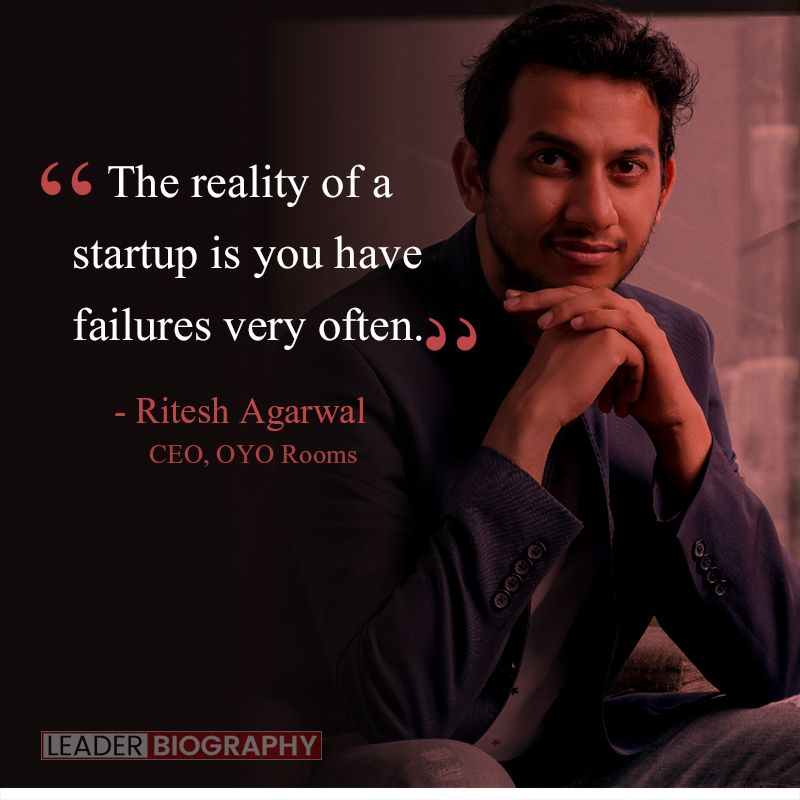 “ The reality of a
startup is you have
failures very often.”
- Ritesh Agarwal
CEO, OYO Rooms
LEADER BIOGRAPHY